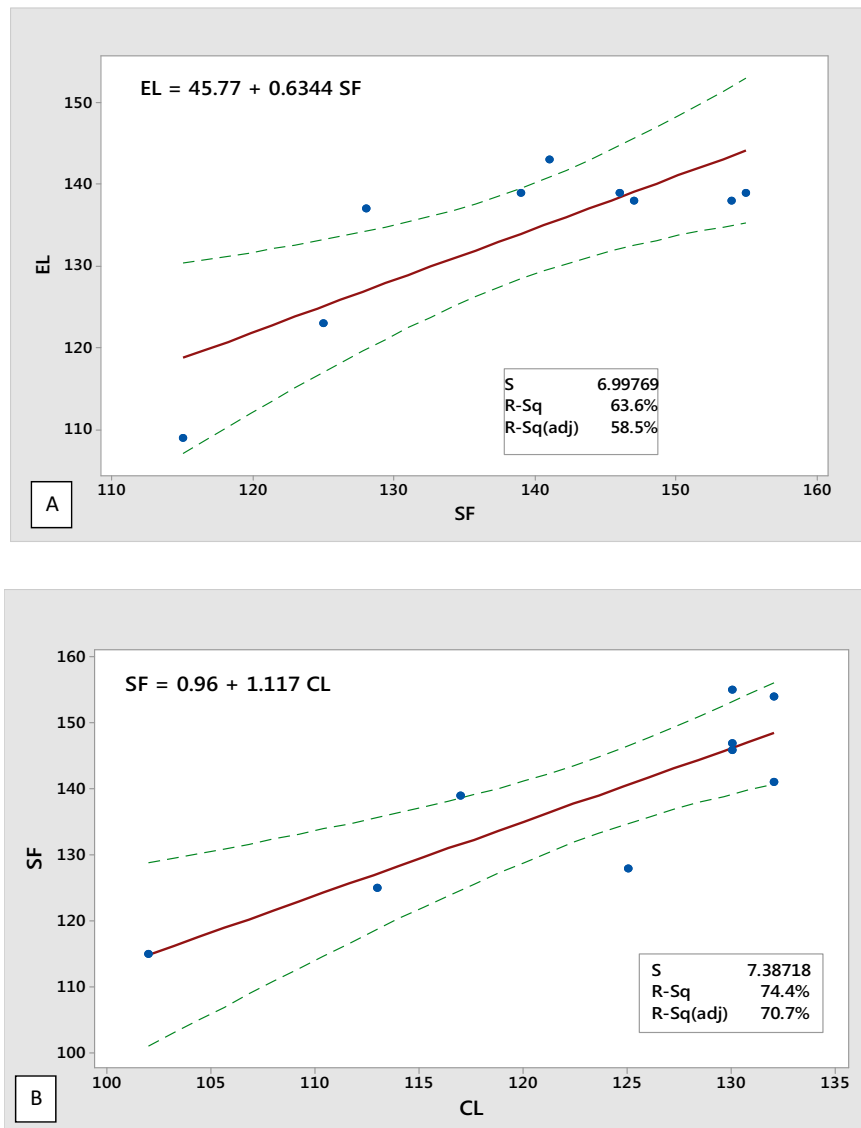 EL = 45.77 + 0.6344 SF
150
140
130
120
110
EL
S 6.99769
R-Sq 63.6%
R-Sq(adj) 58.5%
110 120 130 140 150 160
SF
A
SF = 0.96 + 1.117 CL
160
150
140
130
120
110
100
SF
S 7.38718
R-Sq 74.4%
R-Sq(adj) 70.7%
100 105 110 115 120 125 130 135
CL
B